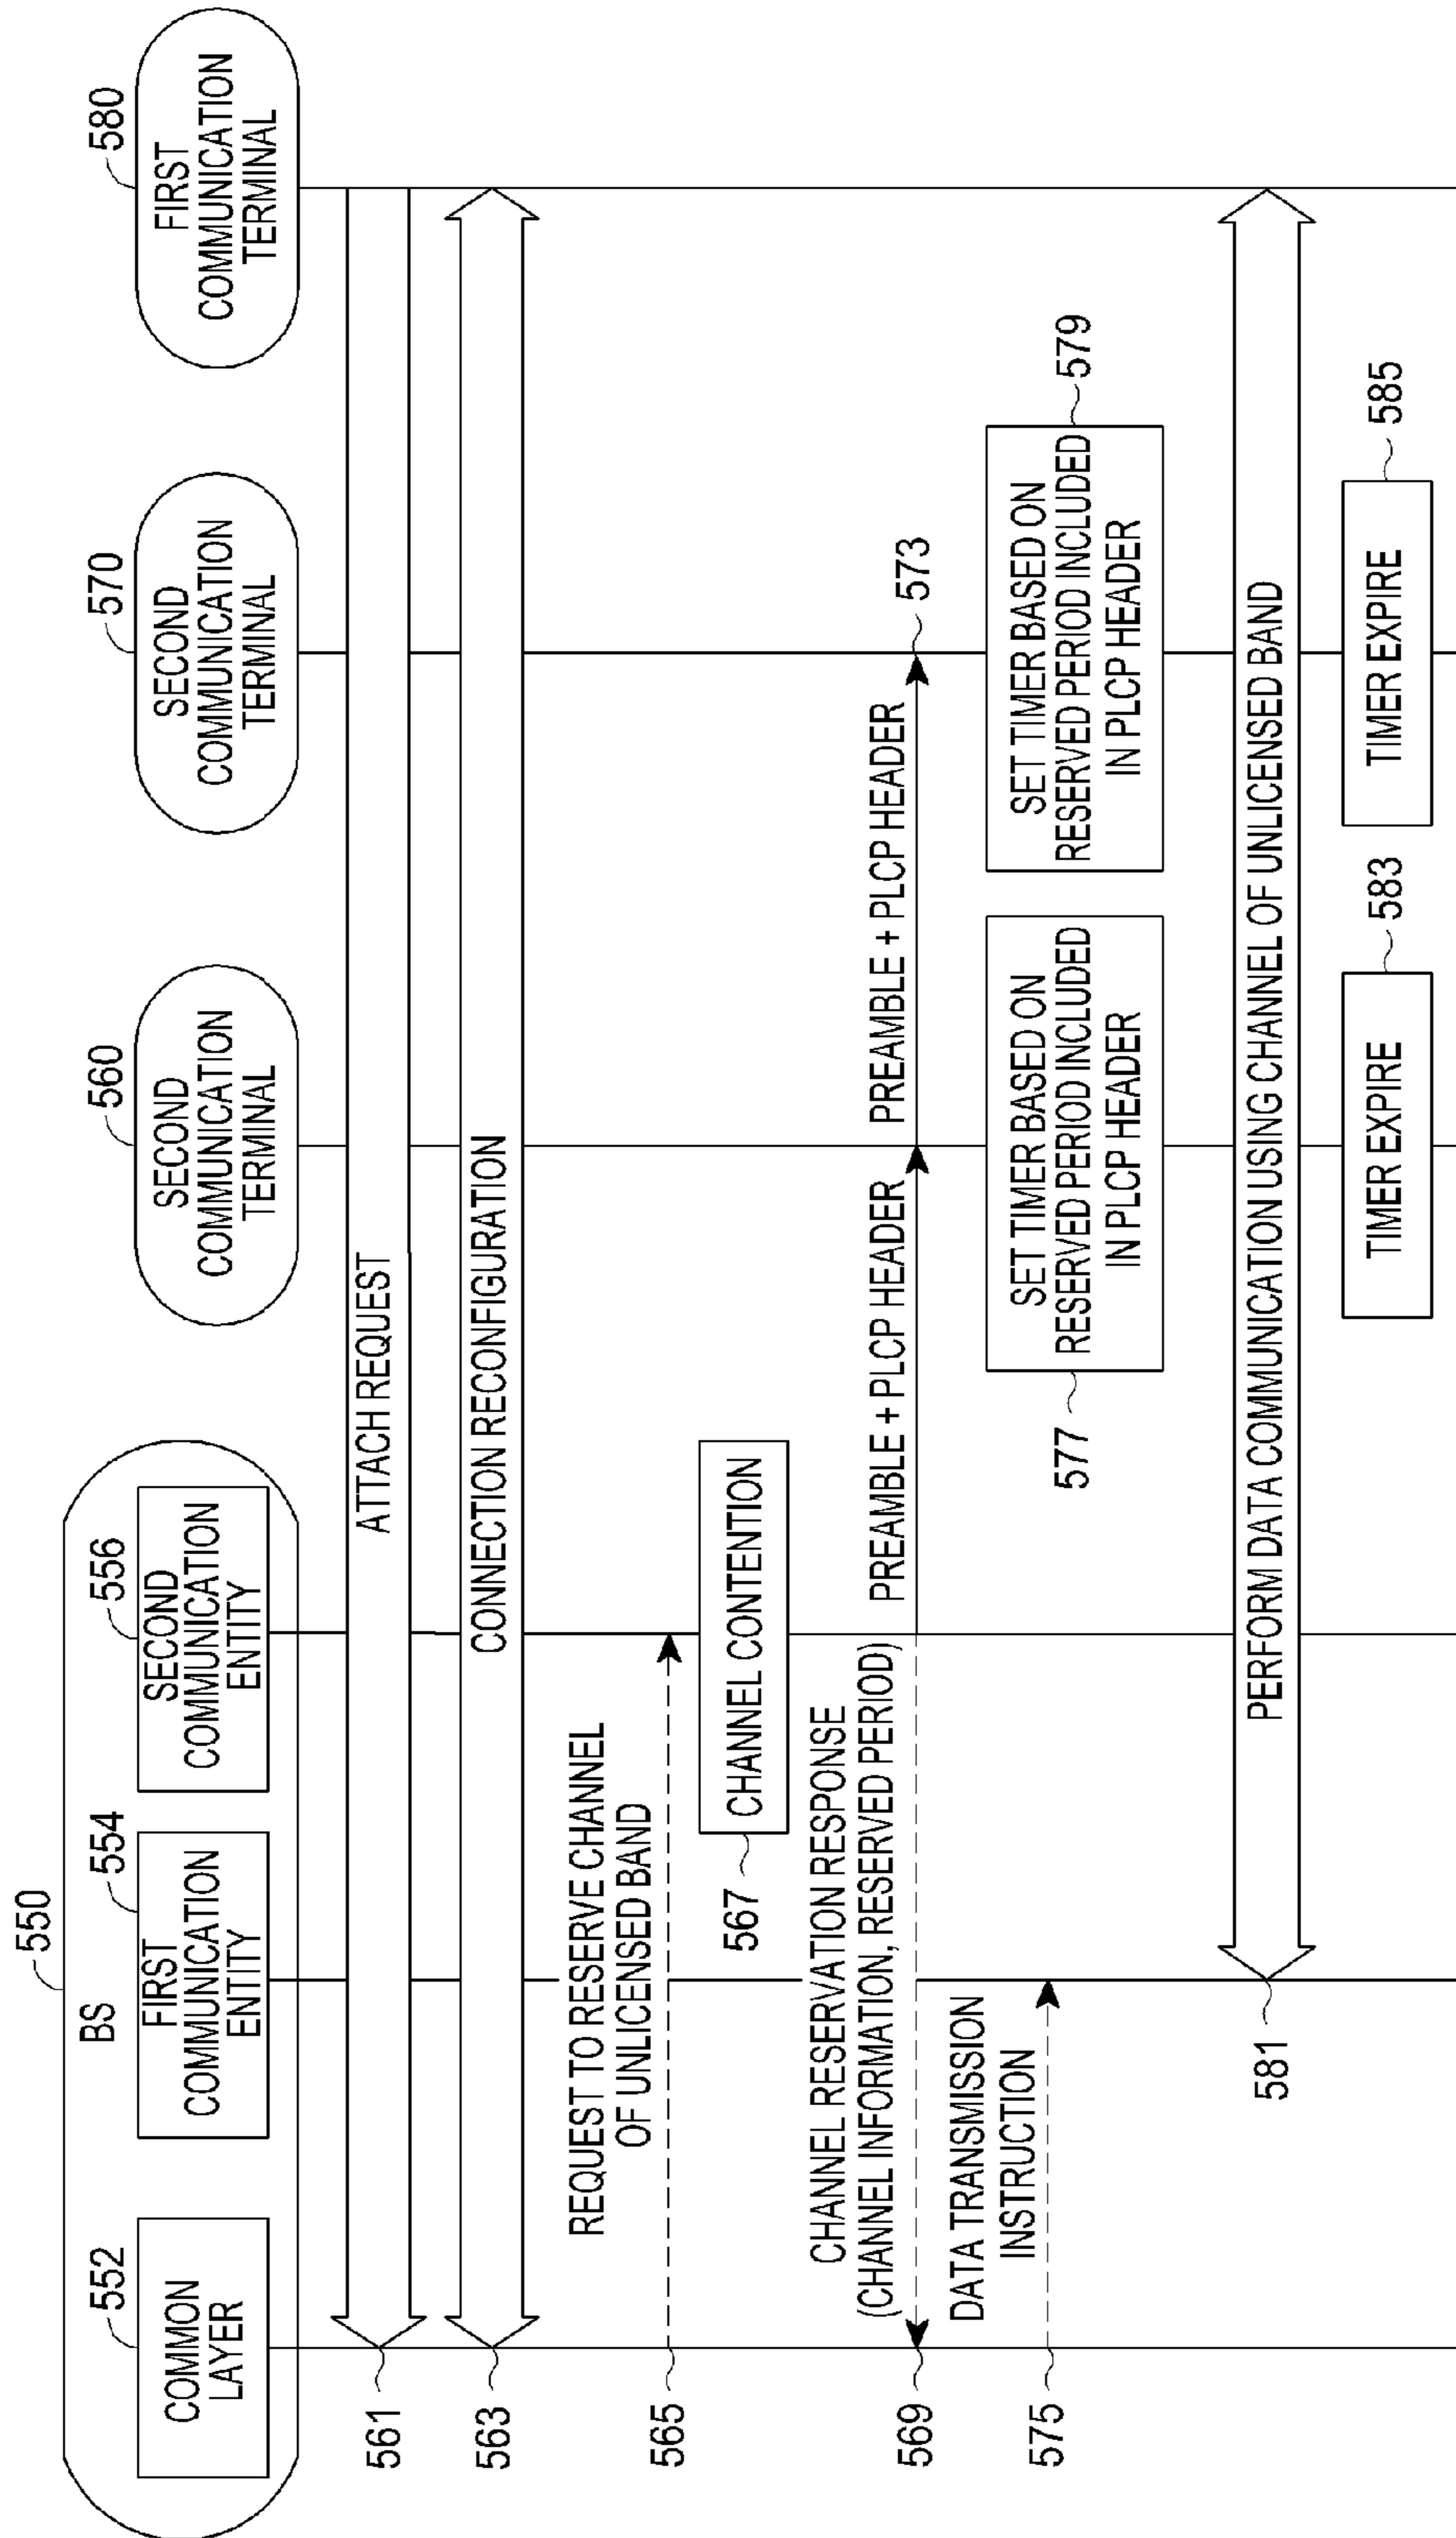 550
BS
552
COMMON
LAYER
554
FIRST
COMMUNICATION
ENTITY
556
SECOND
COMMUNICATION
ENTITY
560
SECOND
COMMUNICATION
TERMINAL
570
SECOND
COMMUNICATION
TERMINAL
580
FIRST
COMMUNICATION
TERMINAL
561
ATTACH REQUEST
563
CONNECTION RECONFIGURATION
REQUEST TO RESERVE CHANNEL
OF UNLICENSED BAND
565
567
CHANNEL CONTENTION
CHANNEL RESERVATION RESPONSE
(CHANNEL INFORMATION, RESERVED PERIOD)
569
PREAMBLE + PLCP HEADER
PREAMBLE + PLCP HEADER
573
DATA TRANSMISSION
INSTRUCTION
575
577
SET TIMER BASED ON
RESERVED PERIOD INCLUDED
IN PLCP HEADER
SET TIMER BASED ON
RESERVED PERIOD INCLUDED
IN PLCP HEADER
579
581
PERFORM DATA COMMUNICATION USING CHANNEL OF UNLICENSED BAND
TIMER EXPIRE
583
TIMER EXPIRE
585